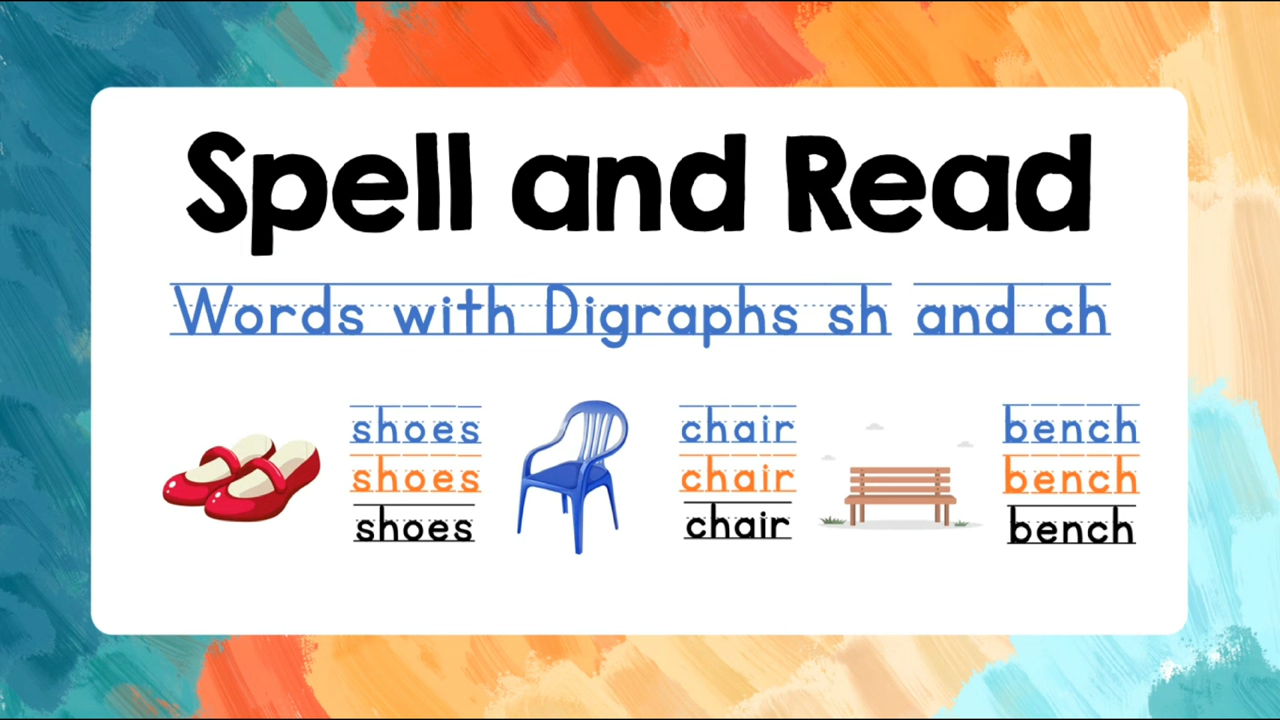 Spell and Read
Words with Digraphs sh and ch
shoes
shoes
shoes
chair
chair
chair
bench
bench
bench